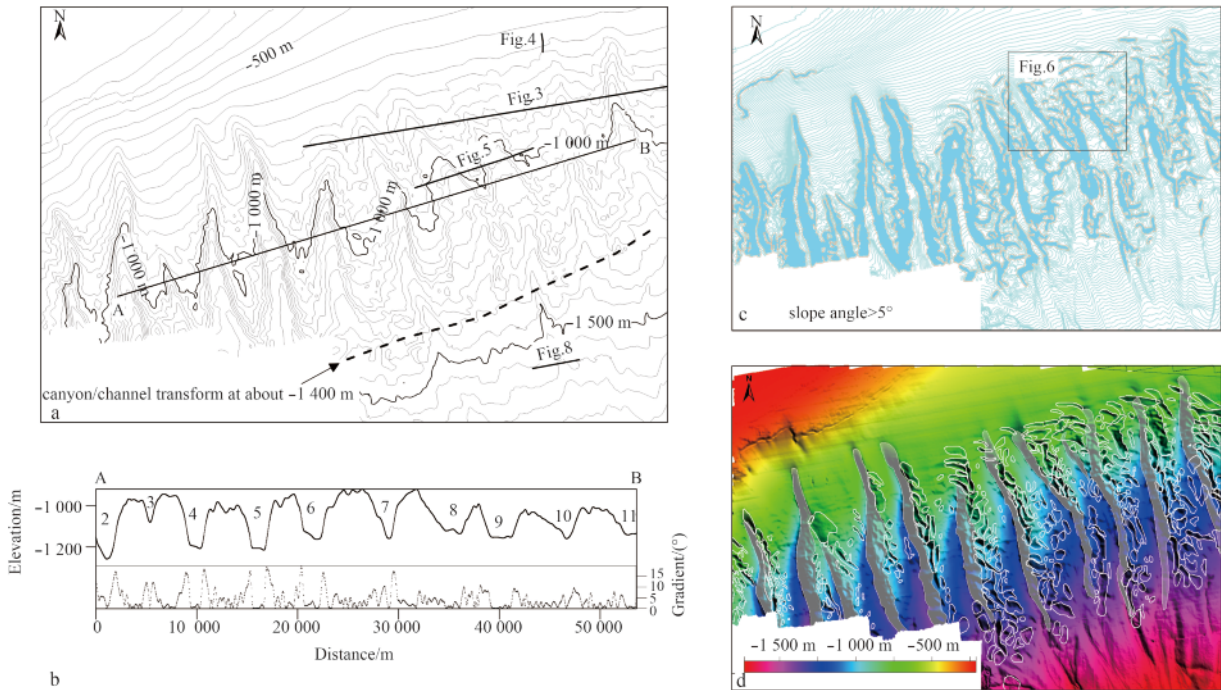 N
-500 m
Fig.4
Fig.3
Fig.5
-1 000 m
B
-1 000 m
-1 000 m
-1 000 m
A
-1 500 m
Fig.8
canyon/channel transform at about -1 400 m
a
A
B
Elevation/m
-1 000
-1 200
2
3
4
5
6
7
8
9
10
11
15
10
5
0
Gradient/(°)
0
10 000
20 000
30 000
40 000
50 000
Distance/m
b
N
Fig.6
c
slope angle>5°
N
-1 500 m
-1 000 m
-500 m
d